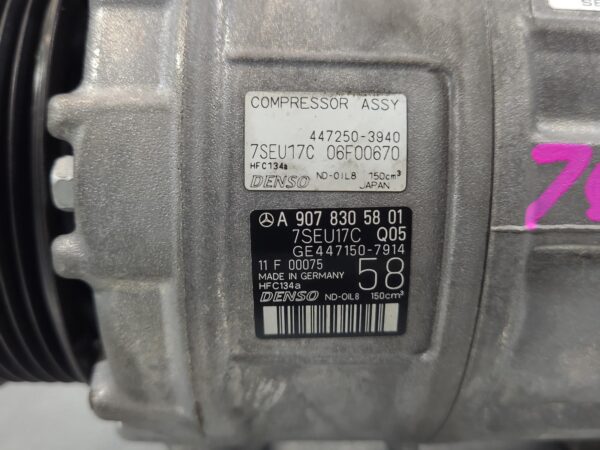 COMPRESSOR ASSY
447250-3940
7SEU17C 06F00670
HFC134a
DENSO ND-OIL8 150cm³
JAPAN
A 907 830 58 01
7SEU17C Q05
GE447150-7914
11 F 00075
MADE IN GERMANY
58
HFC134a
DENSO ND-OIL8 150cm³